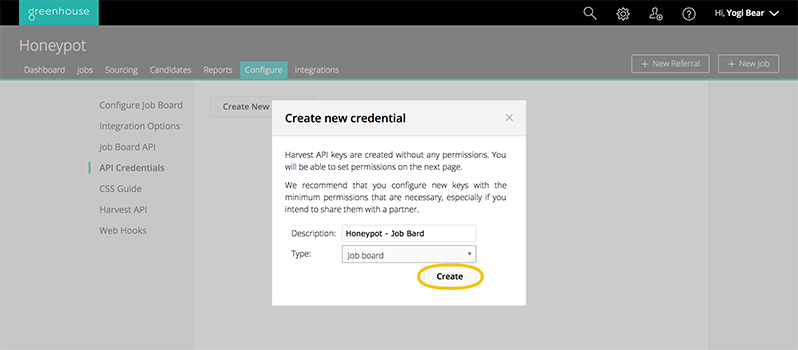 greenhouse
Hi, Yogi Bear
Honeypot
Dashboard Jobs Sourcing Candidates Reports Configure Integrations
+ New Referral
+ New Job
Configure Job Board
Integration Options
Job Board API
API Credentials
CSS Guide
Harvest API
Web Hooks
Create New
Create new credential
Harvest API keys are created without any permissions. You
will be able to set permissions on the next page.
We recommend that you configure new keys with the
minimum permissions that are necessary, especially if you
intend to share them with a partner.
Description: Honeypot - Job Bard
Type: Job board
Create